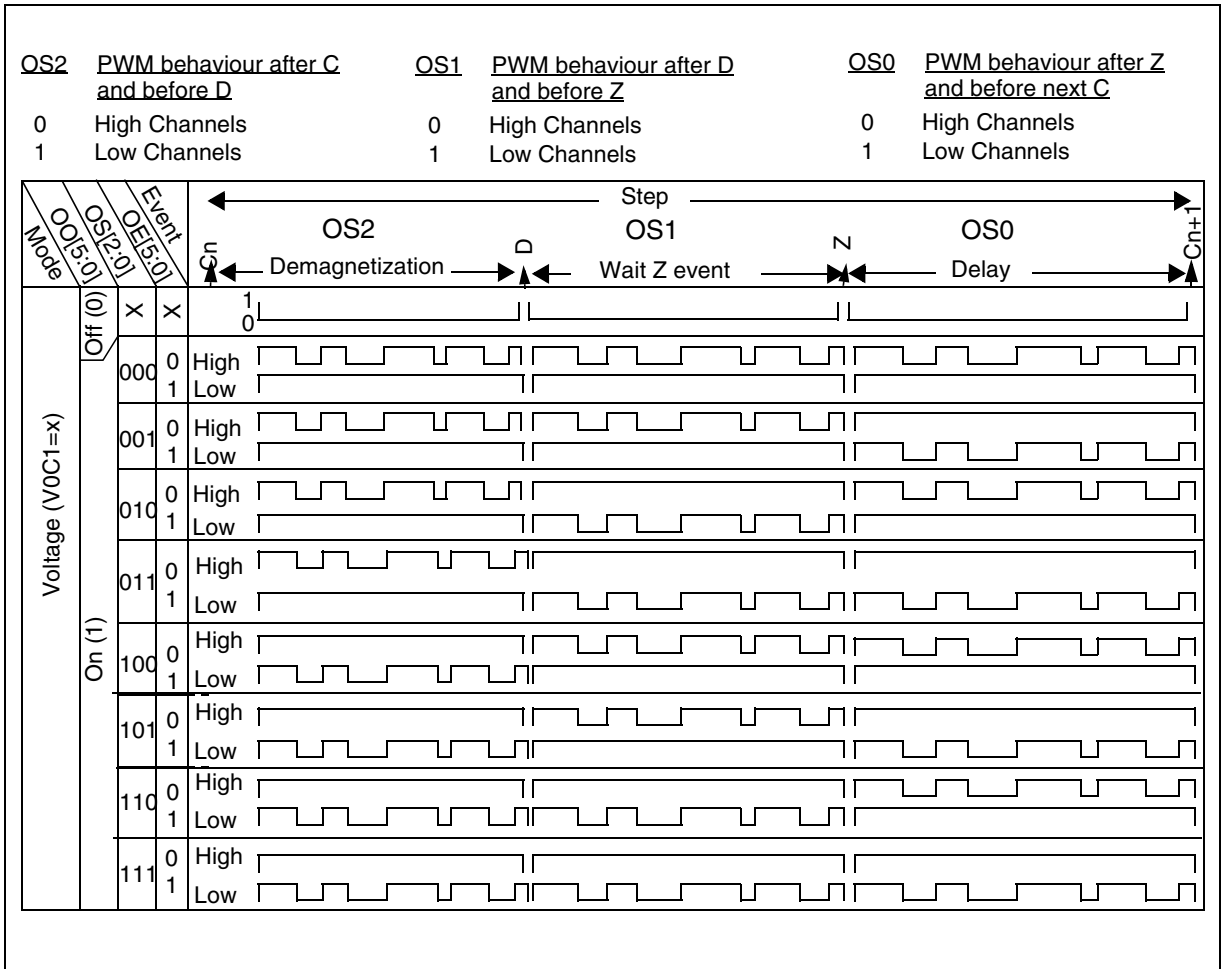 OS2 PWM behaviour after C
and before D
0 High Channels
1 Low Channels
OS1 PWM behaviour after D
and before Z
0 High Channels
1 Low Channels
OS0 PWM behaviour after Z
and before next C
0 High Channels
1 Low Channels
Mode
OO[5:0]
OS[2:0]
OE[5:0]
Event
Step
Cn
OS2
Demagnetization
D
OS1
Wait Z event
Z
OS0
Delay
Cn+1
Voltage (V0C1=x)
Off (0)
X
X
1
0
On (1)
000
0 High
1 Low
001
0 High
1 Low
010
0 High
1 Low
011
0 High
1 Low
100
0 High
1 Low
101
0 High
1 Low
110
0 High
1 Low
111
0 High
1 Low